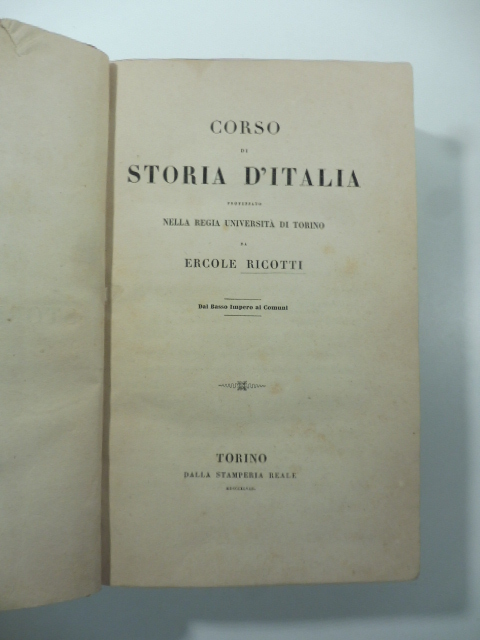 CORSO
DI
STORIA D'ITALIA
PROFESSATO
NELLA REGIA UNIVERSITÀ DI TORINO
DA
ERCOLE RICOTTI
Dal Basso Impero ai Comuni
TORINO
DALLA STAMPERIA REALE